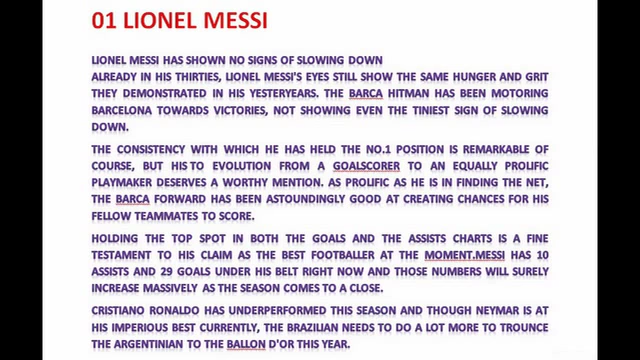 01 LIONEL MESSI
LIONEL MESSI HAS SHOWN NO SIGNS OF SLOWING DOWN
ALREADY IN HIS THIRTIES, LIONEL MESSI'S EYES STILL SHOW THE SAME HUNGER AND GRIT
THEY DEMONSTRATED IN HIS YESTERYEARS. THE BARCA HITMAN HAS BEEN MOTORING
BARCELONA TOWARDS VICTORIES, NOT SHOWING EVEN THE TINIEST SIGN OF SLOWING
DOWN.
THE CONSISTENCY WITH WHICH HE HAS HELD THE NO.1 POSITION IS REMARKABLE OF
COURSE, BUT HIS TO EVOLUTION FROM A GOALSCORER TO AN EQUALLY PROLIFIC
PLAYMAKER DESERVES A WORTHY MENTION. AS PROLIFIC AS HE IS IN FINDING THE NET,
THE BARCA FORWARD HAS BEEN ASTOUNDINGLY GOOD AT CREATING CHANCES FOR HIS
FELLOW TEAMMATES TO SCORE.
HOLDING THE TOP SPOT IN BOTH THE GOALS AND THE ASSISTS CHARTS IS A FINE
TESTAMENT TO HIS CLAIM AS THE BEST FOOTBALLER AT THE MOMENT.MESSI HAS 10
ASSISTS AND 29 GOALS UNDER HIS BELT RIGHT NOW AND THOSE NUMBERS WILL SURELY
INCREASE MASSIVELY AS THE SEASON COMES TO A CLOSE.
CRISTIANO RONALDO HAS UNDERPERFORMED THIS SEASON AND THOUGH NEYMAR IS AT
HIS IMPERIOUS BEST CURRENTLY, THE BRAZILIAN NEEDS TO DO A LOT MORE TO TROUNCE
THE ARGENTINIAN TO THE BALLON D'OR THIS YEAR.